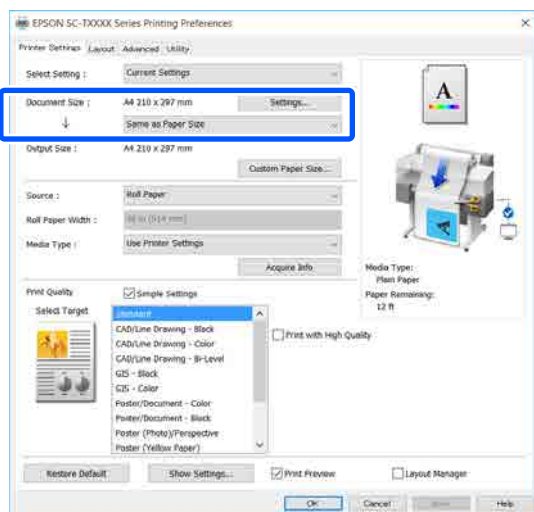 EPSON SC-TXXXX Series Printing Preferences
Printer Settings Layout Advanced Utility
Select Setting : Current Settings
Document Size : A4 210 x 297 mm Settings...
Same as Paper Size
Output Size : A4 210 x 297 mm
Custom Paper Size...
Source : Roll Paper
Roll Paper Width :
Media Type : Use Printer Settings
Acquire Info
Media Type:
Plain Paper
Paper Remaining:
12 ft
Print Quality Simple Settings
Select Target
Standard
CAD/Line Drawing - Black
CAD/Line Drawing - Color
CAD/Line Drawing - Bi-Level
GIS - Black
GIS - Color
Poster/Document - Color
Poster/Document - Black
Poster (Photo)/Perspective
Poster (Yellow Paper)
Print with High Quality
Restore Default Show Settings... Print Preview Layout Manager
OK Cancel Help
A
A